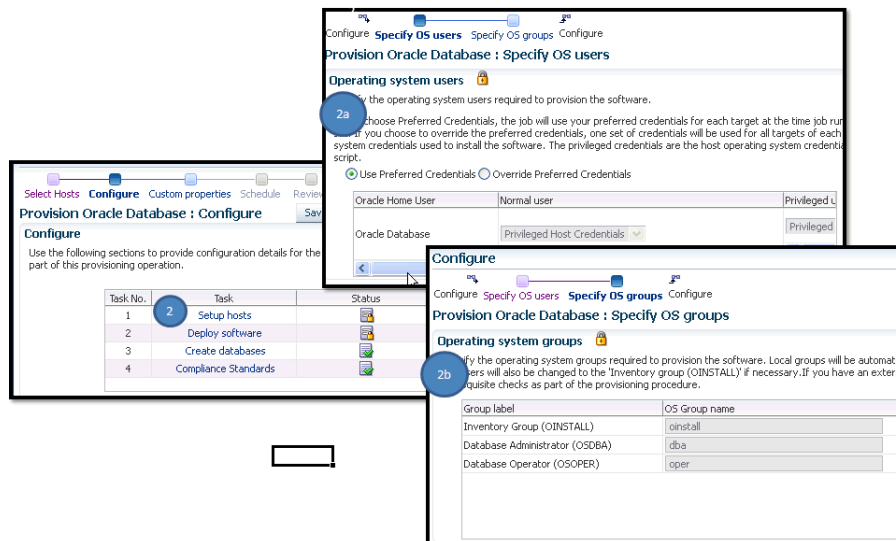 Configure Specify OS users Specify OS groups Configure
Provision Oracle Database : Specify OS users
Operating system users
the operating system users required to provision the software.
2a
choose Preferred Credentials, the job will use your preferred credentials for each target at the time job run
If you choose to override the preferred credentials, one set of credentials will be used for all targets of each
system credentials used to install the software. The privileged credentials are the host operating system credentia
script.
Use Preferred Credentials Override Preferred Credentials
Oracle Home User Normal user Privileged u
Oracle Database Privileged Host Credentials Privileged
Select Hosts Configure Custom properties Schedule Review
Provision Oracle Database : Configure Sav
Configure
Use the following sections to provide configuration details for the
part of this provisioning operation.
Task No. Task Status
1 Setup hosts
2
2 Deploy software
3 Create databases
4 Compliance Standards
Configure
Configure Specify OS users Specify OS groups Configure
Provision Oracle Database : Specify OS groups
Operating system groups
ify the operating system groups required to provision the software. Local groups will be automat
2b
sers will also be changed to the 'Inventory group (OINSTALL)' if necessary.If you have an exter
quisite checks as part of the provisioning procedure.
Group label OS Group name
Inventory Group (OINSTALL) oinstall
Database Administrator (OSDBA) dba
Database Operator (OSOPER) oper